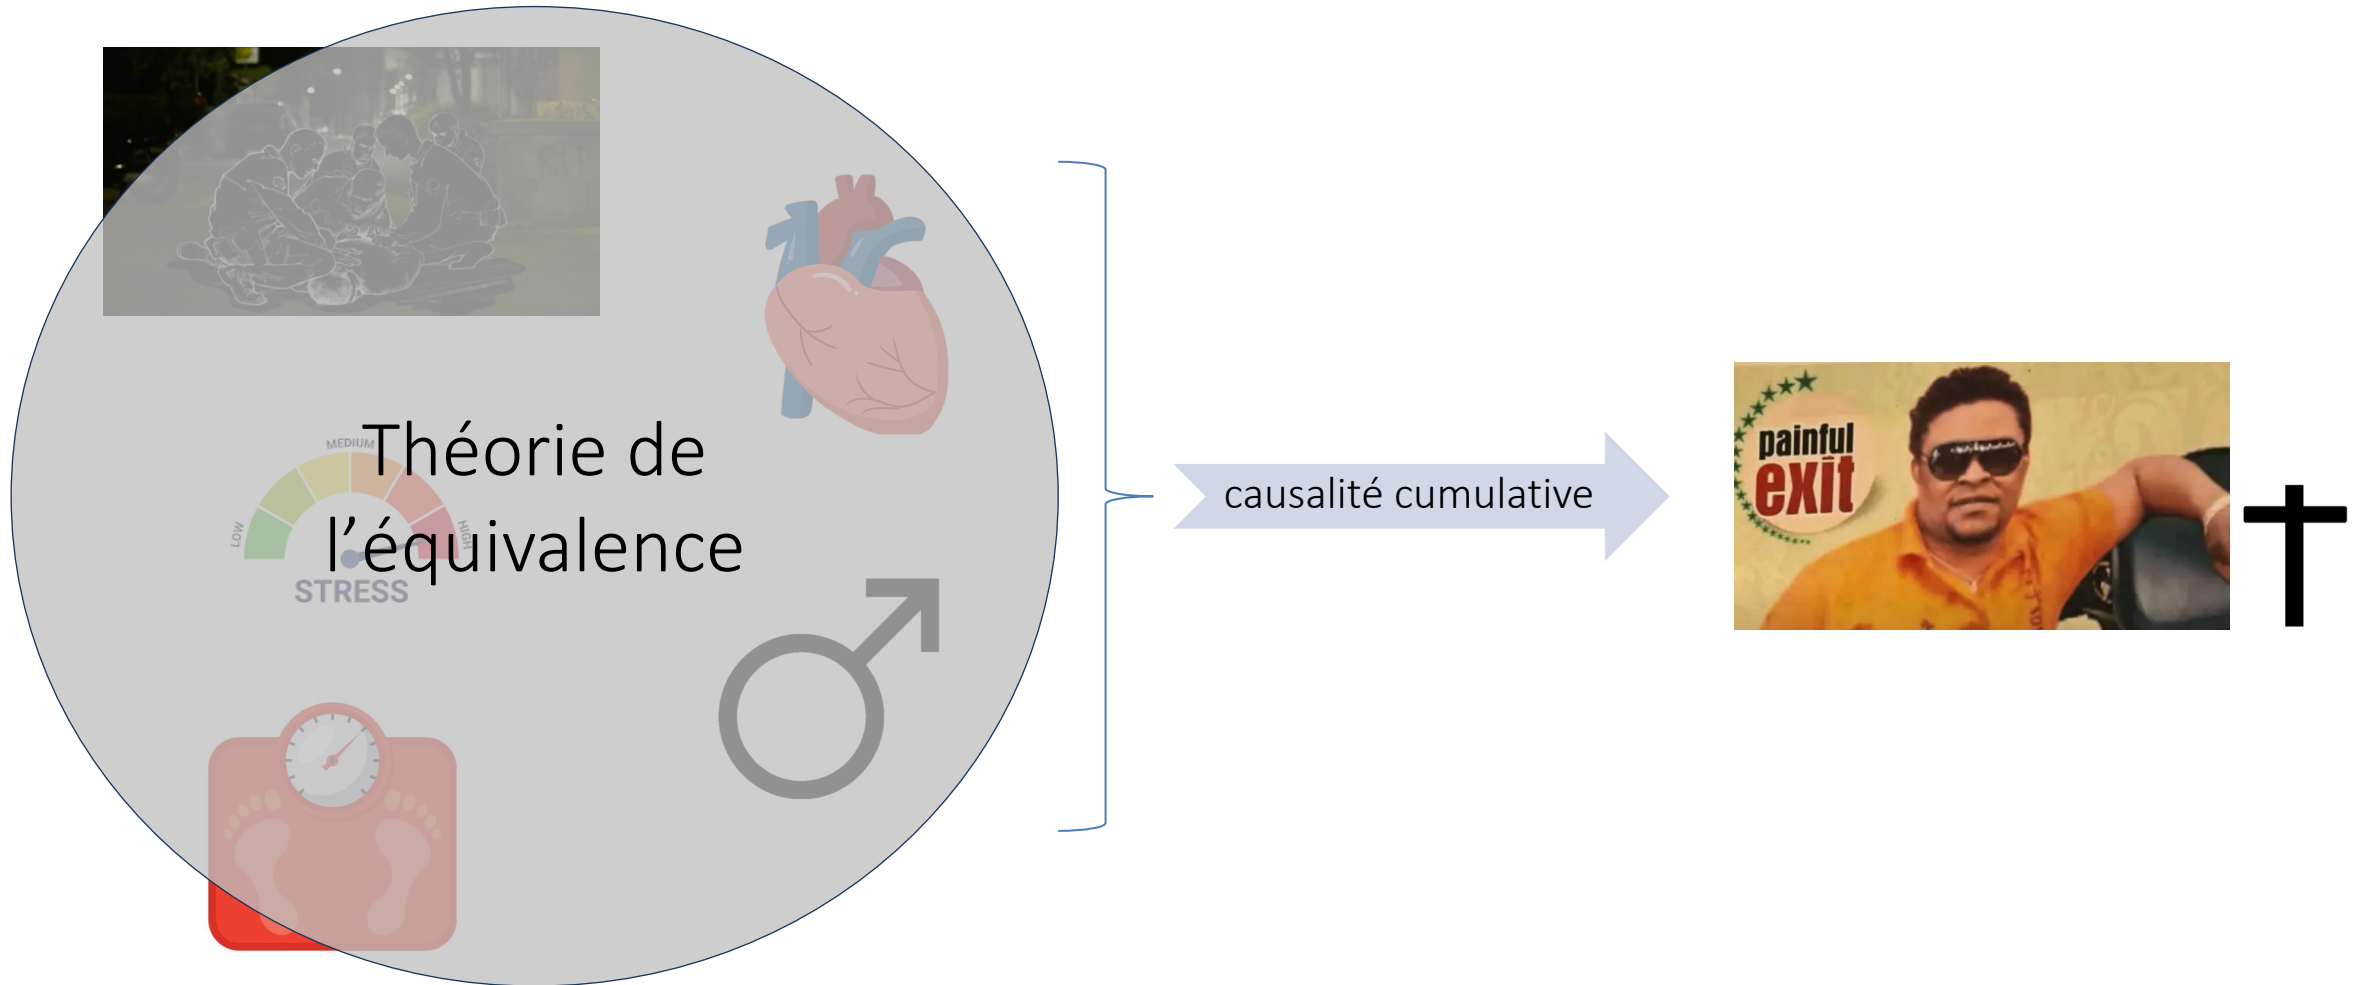 Théorie de
l’équivalence
MEDIUM
LOW
HIGH
STRESS
causalité cumulative
painful
exit